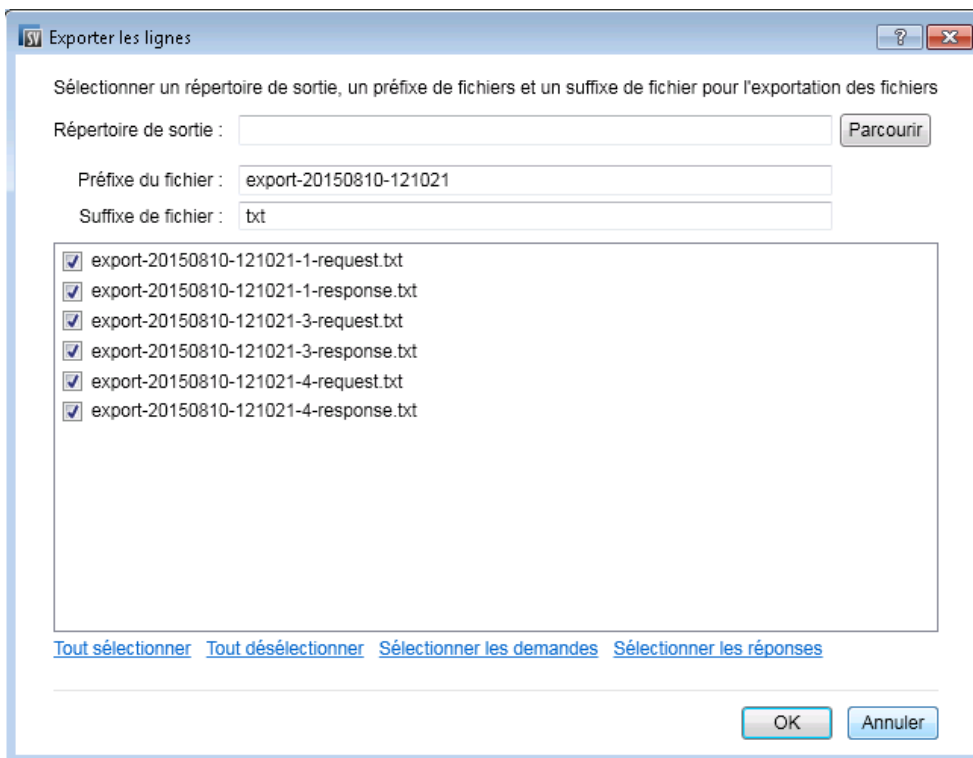 SV Exporter les lignes
Sélectionner un répertoire de sortie, un préfixe de fichiers et un suffixe de fichier pour l'exportation des fichiers
Répertoire de sortie : Parcourir
Préfixe du fichier : export-20150810-121021
Suffixe de fichier : txt
export-20150810-121021-1-request.txt
export-20150810-121021-1-response.txt
export-20150810-121021-3-request.txt
export-20150810-121021-3-response.txt
export-20150810-121021-4-request.txt
export-20150810-121021-4-response.txt
Tout sélectionner Tout désélectionner Sélectionner les demandes Sélectionner les réponses
OK Annuler